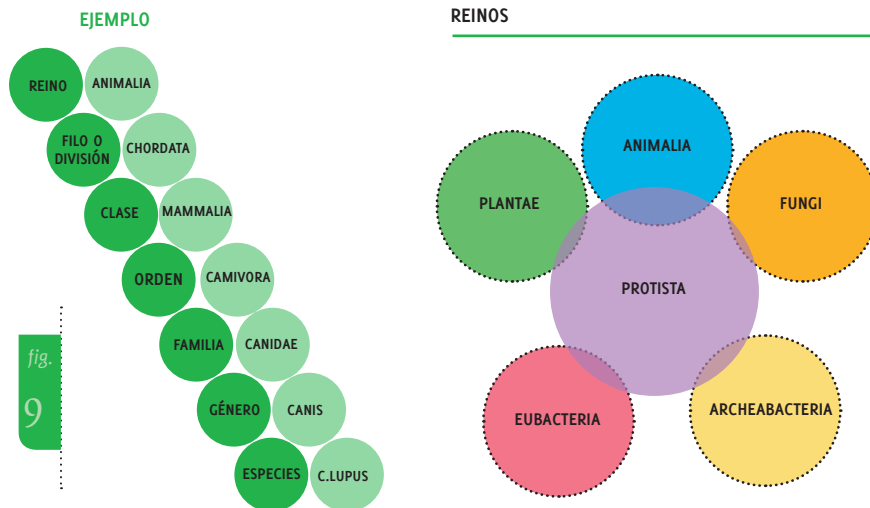 EJEMPLO
REINO
ANIMALIA
FILO O
DIVISIÓN
CHORDATA
CLASE
MAMMALIA
ORDEN
CAMIVORA
FAMILIA
CANIDAE
GÉNERO
CANIS
ESPECIES
C.LUPUS
fig.
9
REINOS
ANIMALIA
PLANTAE
FUNGI
PROTISTA
EUBACTERIA
ARCHEABACTERIA